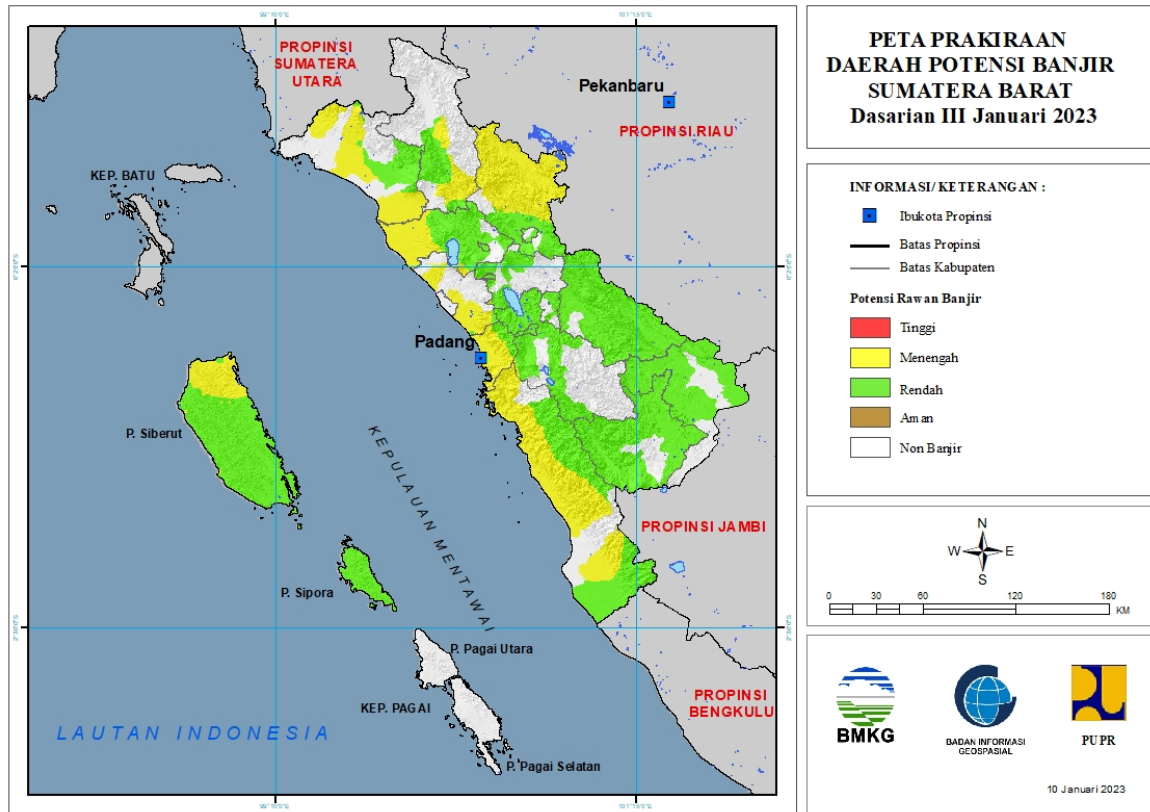 PETA PRAKIRAAN
DAERAH POTENSI BANJIR
SUMATERA BARAT
Dasarian III Januari 2023
INFORMASI/ KETERANGAN :
Ibukota Propinsi
Batas Propinsi
Batas Kabupaten
Potensi Rawan Banjir
Tinggi
Menengah
Rendah
Aman
Non Banjir
N
W E
S
0 30 60 120 180
KM
BMKG
BADAN INFORMASI
GEOSPASIAL
PUPR
10 Januari 2023
PROPINSI
SUMATERA
UTARA
Pekanbaru
PROPINSI RIAU
KEP. BATU
Padang
P. Siberut
KEPULAUAN MENTAWAI
PROPINSI JAMBI
P. Sipora
P. Pagai Utara
KEP. PAGAI
PROPINSI
BENGKULU
LAUTAN INDONESIA
P. Pagai Selatan